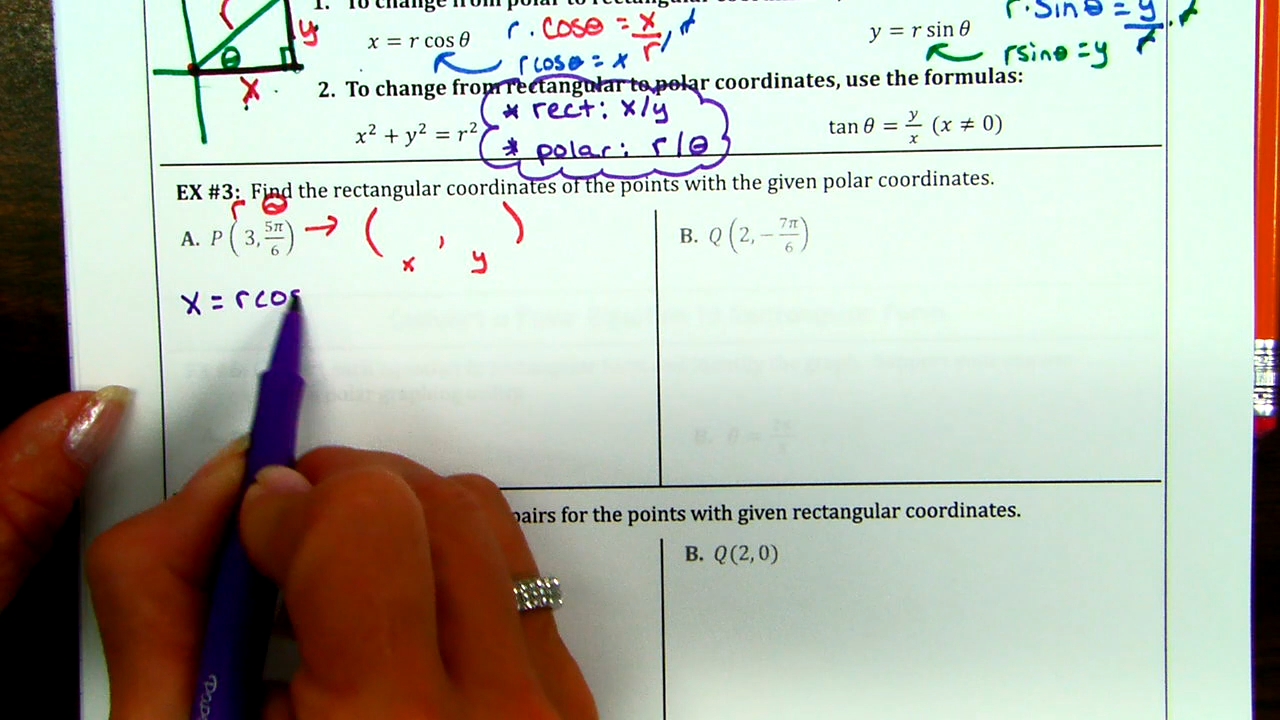 1. To change from polar to rectangular
x = r cos θ
r · cosθ = x/r · r
rcosθ = x
y = r sin θ
r · sinθ = y/r · r
rsinθ = y
r
θ
y
x
2. To change from rectangular to polar coordinates, use the formulas:
x² + y² = r²
* rect: x/y
* polar: r/θ
tan θ = y/x (x ≠ 0)
EX #3: Find the rectangular coordinates of the points with the given polar coordinates.
r θ
A. P(3, 5π/6) → ( , )
x y
x = rcos
B. Q(2, −7π/6)
pairs for the points with given rectangular coordinates.
B. Q(2, 0)